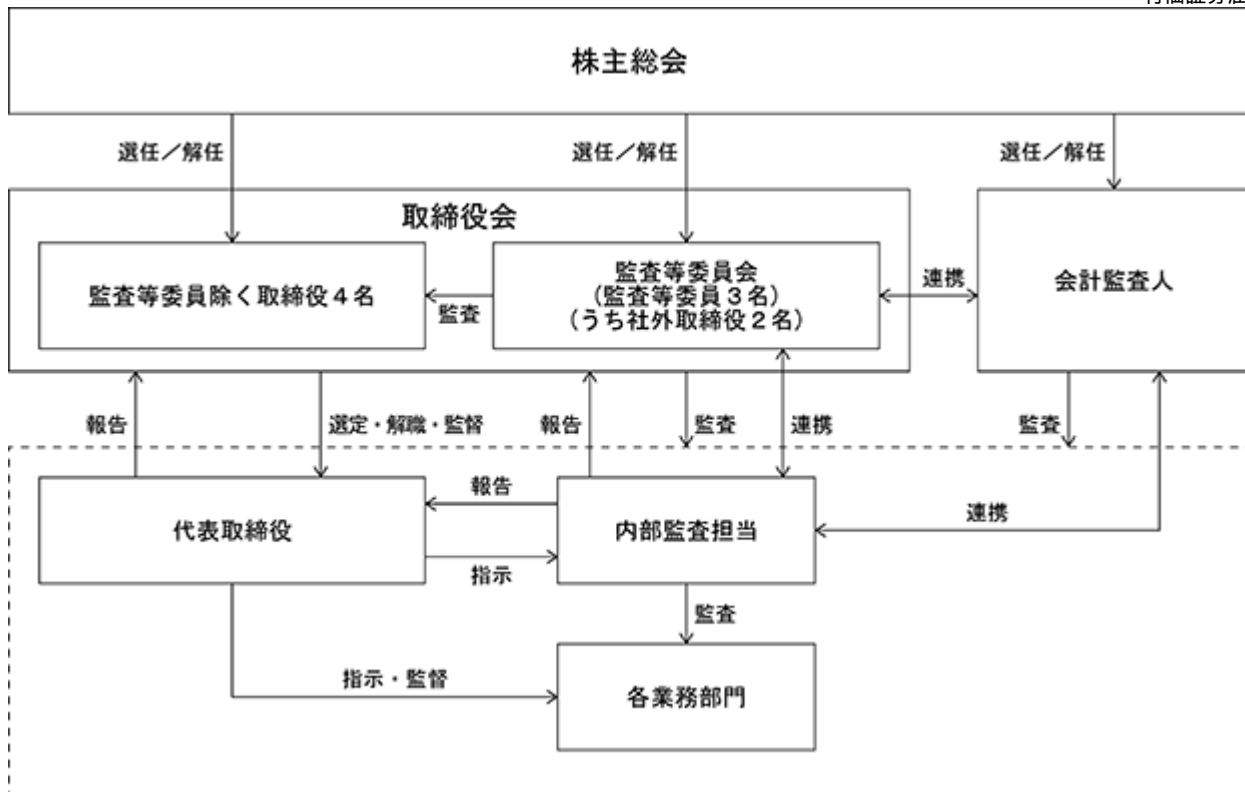 株主総会
選任／解任
選任／解任
選任／解任
取締役会
監査等委員除く取締役４名
監査
監査等委員会
(監査等委員３名)
(うち社外取締役２名)
連携
会計監査人
報告
選定・解職・監督
報告
監査
連携
監査
代表取締役
報告
指示
内部監査担当
連携
監査
指示・監督
各業務部門